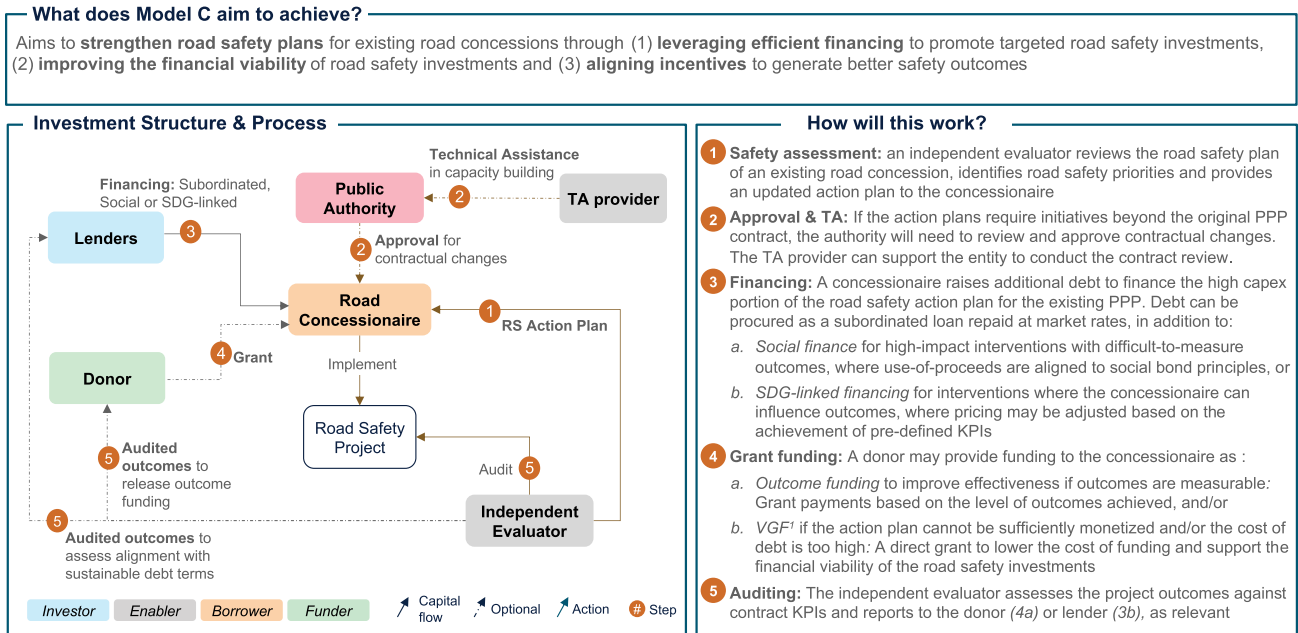 What does Model C aim to achieve?
Aims to strengthen road safety plans for existing road concessions through (1) leveraging efficient financing to promote targeted road safety investments,
(2) improving the financial viability of road safety investments and (3) aligning incentives to generate better safety outcomes
Investment Structure & Process
Technical Assistance
in capacity building
Financing: Subordinated,
Social or SDG-linked
Public
Authority
2
TA provider
Lenders
3
2
Approval for
contractual changes
Road
Concessionaire
1
RS Action Plan
4
Grant
Implement
Donor
Road Safety
Project
5
Audited
outcomes to
release outcome
funding
Audit
5
Independent
Evaluator
5
Audited outcomes to
assess alignment with
sustainable debt terms
Investor
Enabler
Borrower
Funder
Capital
flow
Optional
Action
# Step
How will this work?
1 Safety assessment: an independent evaluator reviews the road safety plan
of an existing road concession, identifies road safety priorities and provides
an updated action plan to the concessionaire
2 Approval & TA: If the action plans require initiatives beyond the original PPP
contract, the authority will need to review and approve contractual changes.
The TA provider can support the entity to conduct the contract review.
3 Financing: A concessionaire raises additional debt to finance the high capex
portion of the road safety action plan for the existing PPP. Debt can be
procured as a subordinated loan repaid at market rates, in addition to:
a. Social finance for high-impact interventions with difficult-to-measure
outcomes, where use-of-proceeds are aligned to social bond principles, or
b. SDG-linked financing for interventions where the concessionaire can
influence outcomes, where pricing may be adjusted based on the
achievement of pre-defined KPIs
4 Grant funding: A donor may provide funding to the concessionaire as :
a. Outcome funding to improve effectiveness if outcomes are measurable:
Grant payments based on the level of outcomes achieved, and/or
b. VGF¹ if the action plan cannot be sufficiently monetized and/or the cost of
debt is too high: A direct grant to lower the cost of funding and support the
financial viability of the road safety investments
5 Auditing: The independent evaluator assesses the project outcomes against
contract KPIs and reports to the donor (4a) or lender (3b), as relevant